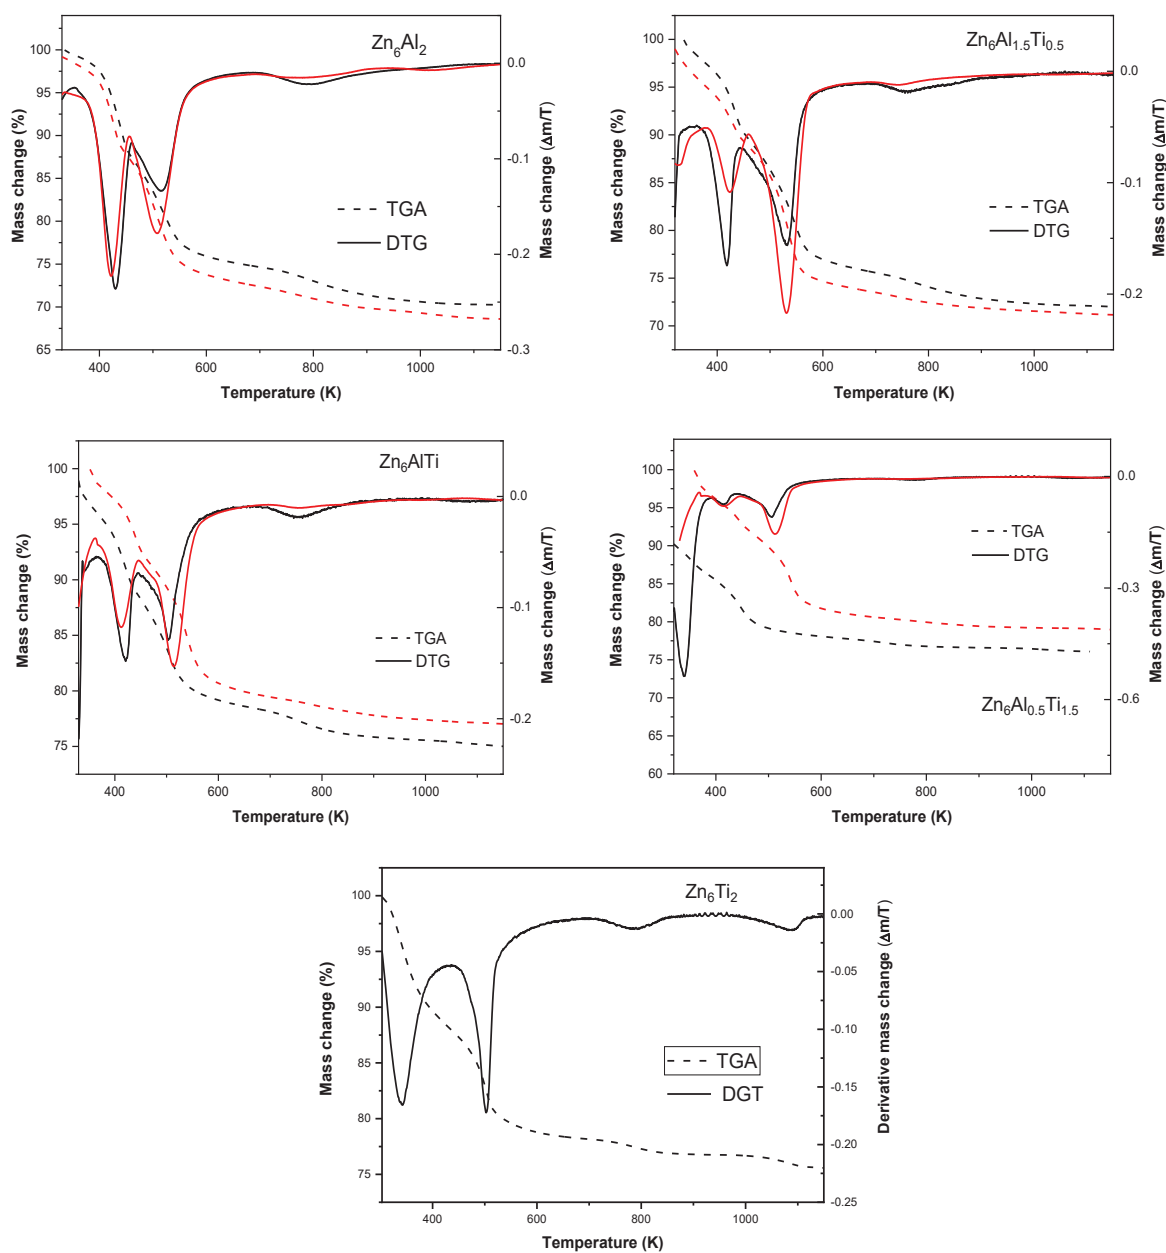 Zn6Al2
Mass change (%)
100
95
90
85
80
75
70
65
0.0
-0.1
-0.2
-0.3
Mass change (Δm/T)
TGA
DTG
400
600
800
1000
Temperature (K)
Zn6Al1.5Ti0.5
Mass change (%)
100
95
90
85
80
75
70
0.0
-0.1
-0.2
Mass change (Δm/T)
TGA
DTG
400
600
800
1000
Temperature (K)
Zn6AlTi
Mass change (%)
100
95
90
85
80
75
0.0
-0.1
-0.2
Mass change (Δm/T)
TGA
DTG
400
600
800
1000
Temperature (K)
Mass change (%)
100
95
90
85
80
75
70
65
60
0.0
-0.3
-0.6
Mass change (Δm/T)
TGA
DTG
Zn6Al0.5Ti1.5
400
600
800
1000
Temperature (K)
Zn6Ti2
Mass change (%)
100
95
90
85
80
75
0.00
-0.05
-0.10
-0.15
-0.20
-0.25
Derivative mass change (Δm/T)
TGA
DGT
400
600
800
1000
Temperature (K)